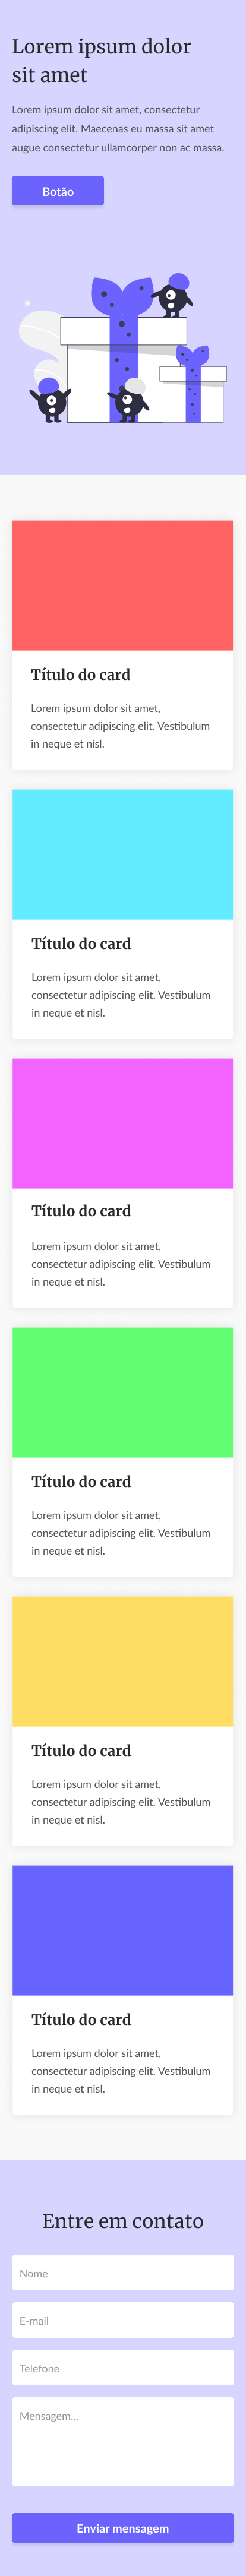 Lorem ipsum dolor
sit amet
Lorem ipsum dolor sit amet, consectetur
adipiscing elit. Maecenas eu massa sit amet
augue consectetur ullamcorper non ac massa.
Botão
Título do card
Lorem ipsum dolor sit amet,
consectetur adipiscing elit. Vestibulum
in neque et nisl.
Título do card
Lorem ipsum dolor sit amet,
consectetur adipiscing elit. Vestibulum
in neque et nisl.
Título do card
Lorem ipsum dolor sit amet,
consectetur adipiscing elit. Vestibulum
in neque et nisl.
Título do card
Lorem ipsum dolor sit amet,
consectetur adipiscing elit. Vestibulum
in neque et nisl.
Título do card
Lorem ipsum dolor sit amet,
consectetur adipiscing elit. Vestibulum
in neque et nisl.
Título do card
Lorem ipsum dolor sit amet,
consectetur adipiscing elit. Vestibulum
in neque et nisl.
Entre em contato
Nome
E-mail
Telefone
Mensagem...
Enviar mensagem